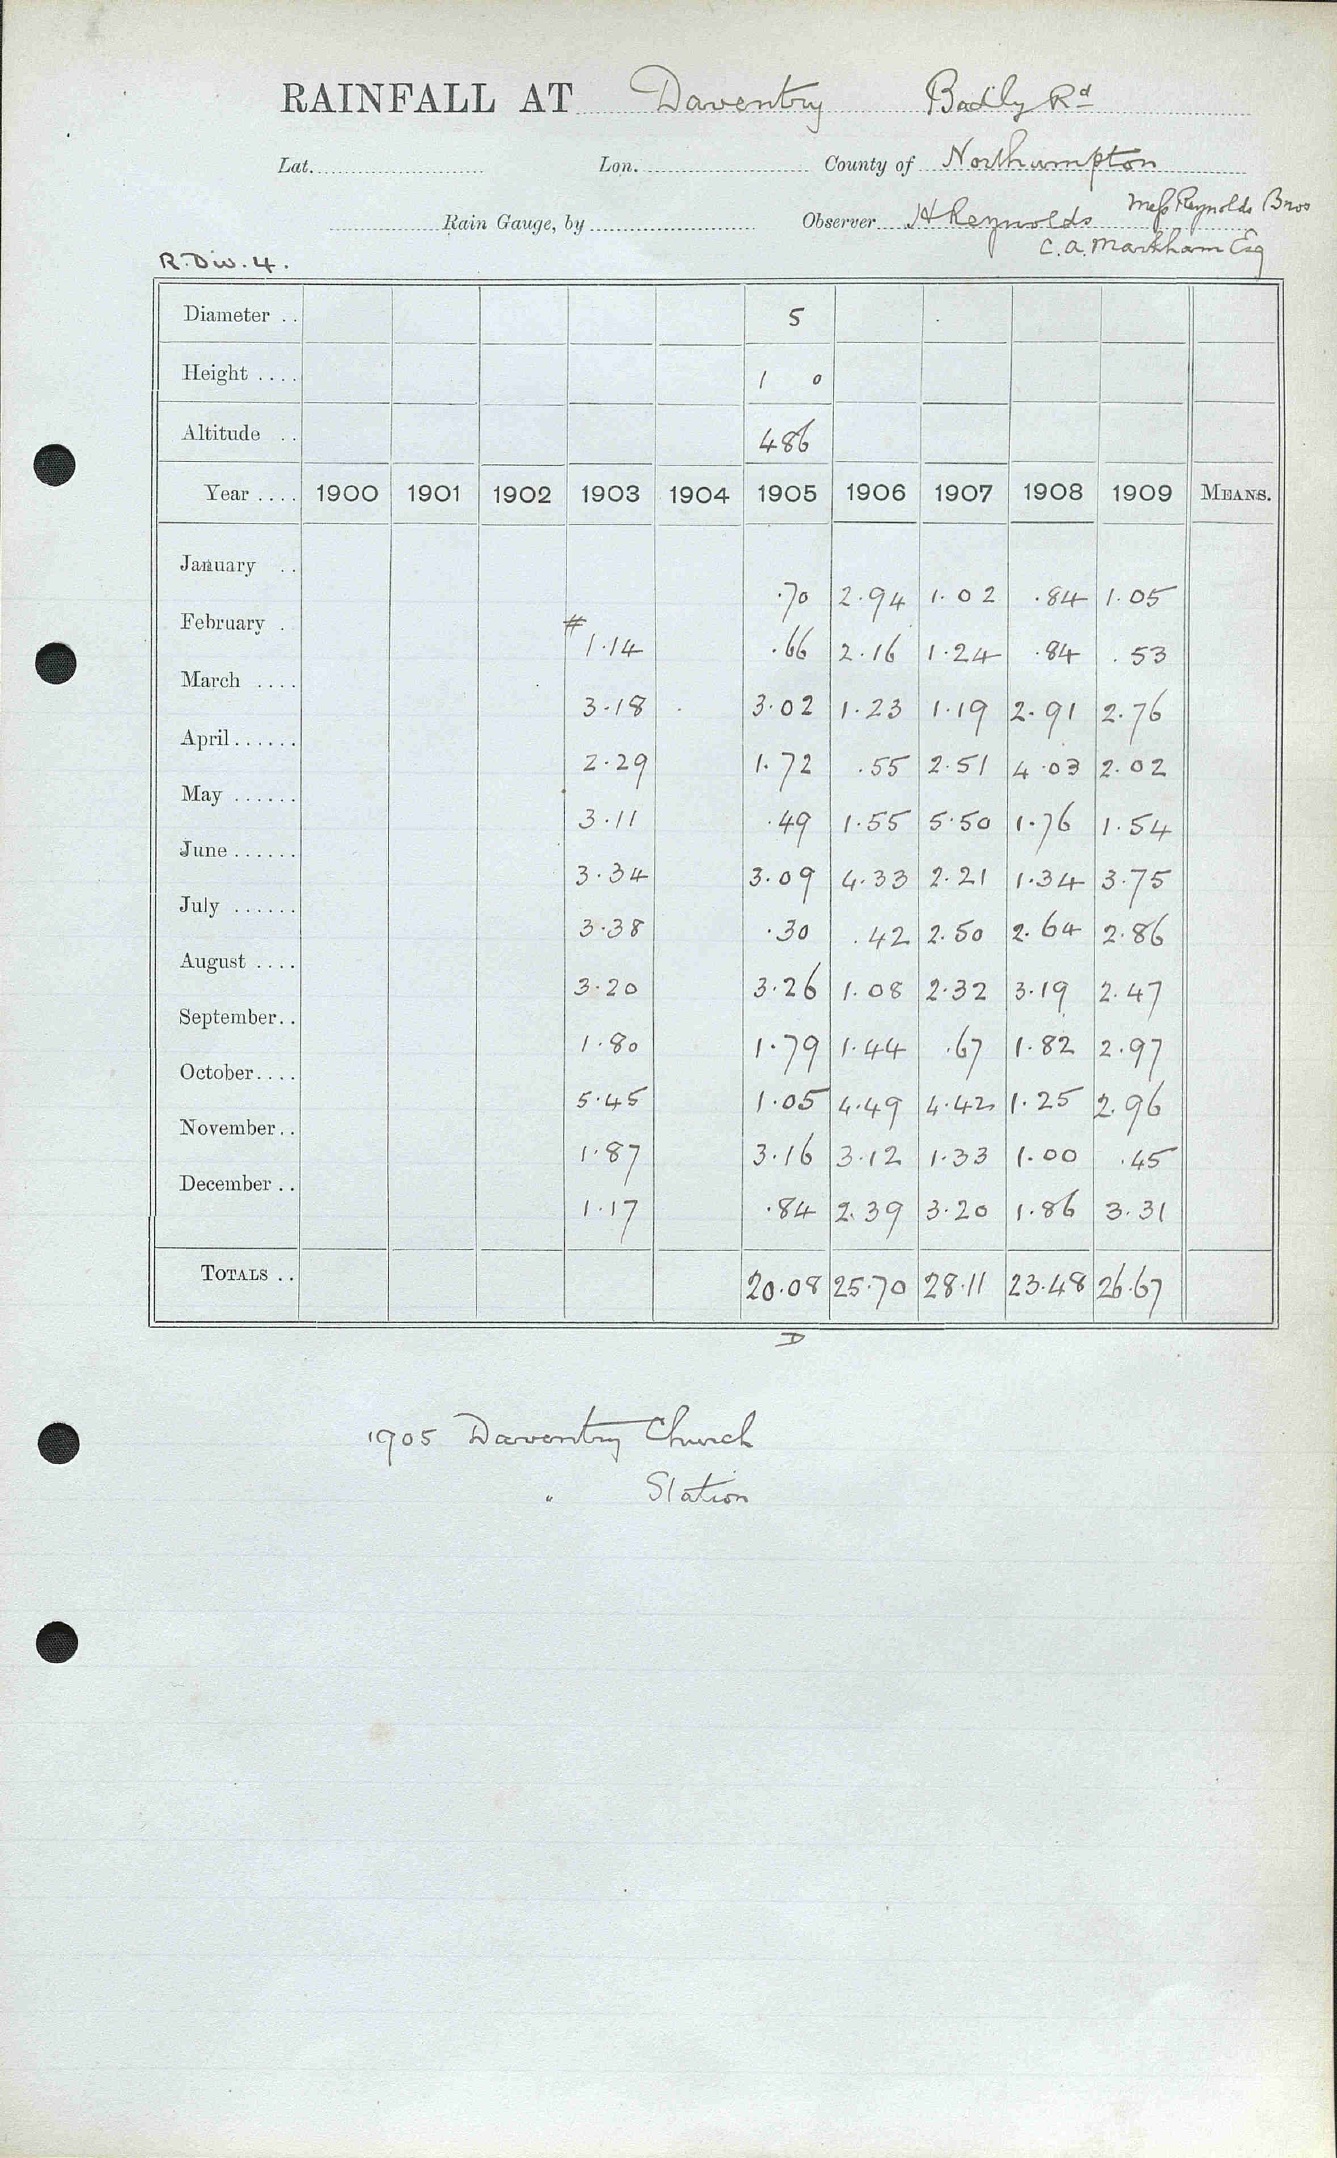 RAINFALL AT Daventry Badby Rd
Lat. Lon. County of Northampton
Rain Gauge, by Observer H Reynolds Mess Reynolds Bros
C. A. Markham Esq
R. Div. 4.
Diameter .. 5
Height .... 1 0
Altitude .. 486
Year .... 1900 1901 1902 1903 1904 1905 1906 1907 1908 1909 MEANS.
January .. .70 2.94 1.02 .84 1.05
February . # 1.14 .66 2.16 1.24 .84 .53
March .... 3.18 3.02 1.23 1.19 2.91 2.76
April...... 2.29 1.72 .55 2.51 4.03 2.02
May ...... 3.11 .49 1.55 5.50 1.76 1.54
June...... 3.34 3.09 4.33 2.21 1.34 3.75
July ...... 3.38 .30 .42 2.50 2.64 2.86
August .... 3.20 3.26 1.08 2.32 3.19 2.47
September.. 1.80 1.79 1.44 .67 1.82 2.97
October.... 5.45 1.05 4.49 4.42 1.25 2.96
November.. 1.87 3.16 3.12 1.33 1.00 .45
December .. 1.17 .84 2.39 3.20 1.86 3.31
TOTALS .. 20.08 25.70 28.11 23.48 26.67
D
1905 Daventry Church
" Station